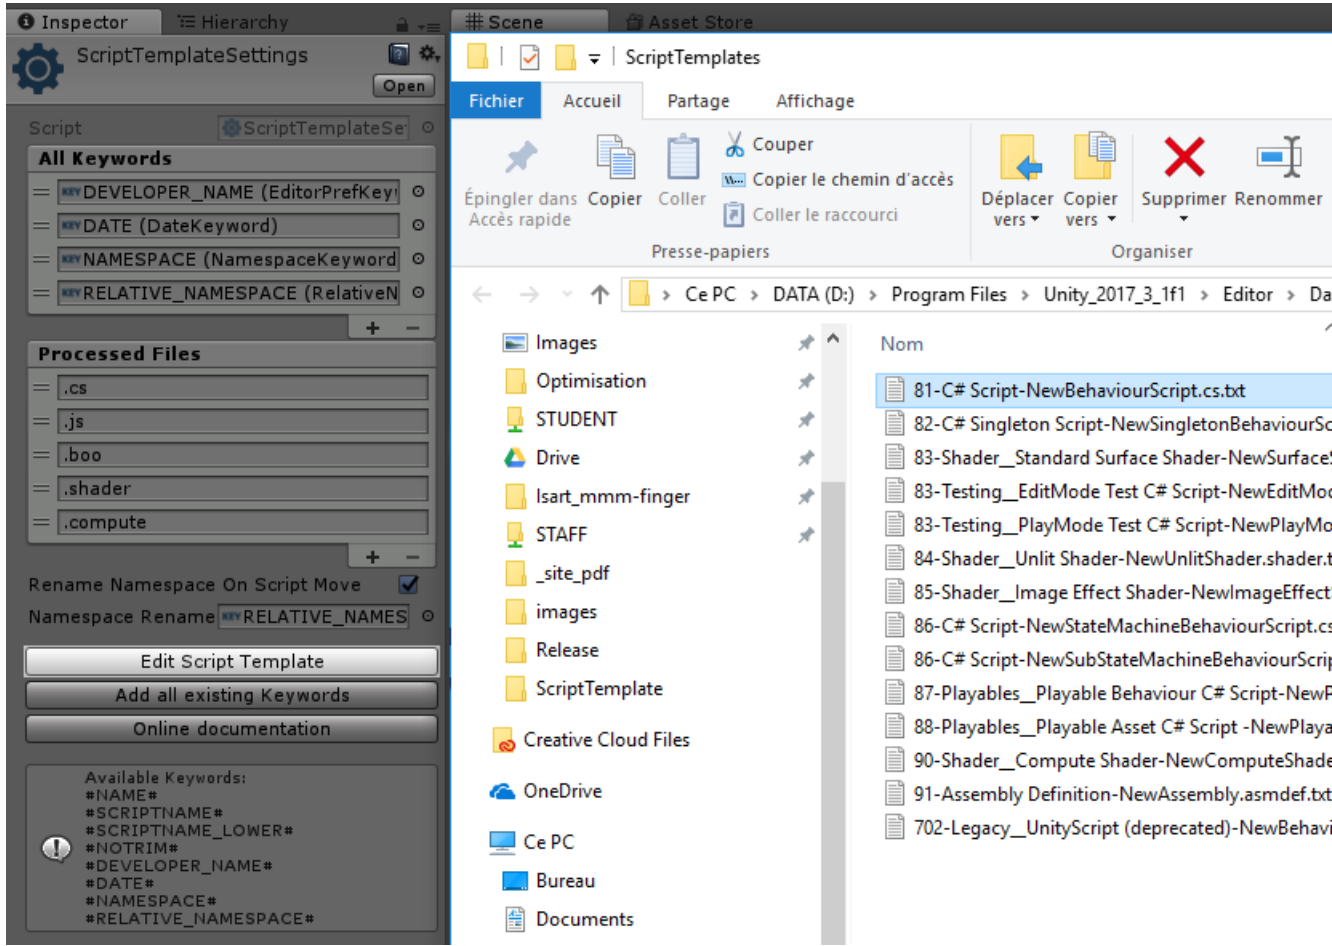 Inspector
Hierarchy
ScriptTemplateSettings
Open
Script
ScriptTemplateSe
All Keywords
KEY DEVELOPER_NAME (EditorPrefKey
KEY DATE (DateKeyword)
KEY NAMESPACE (NamespaceKeyword
KEY RELATIVE_NAMESPACE (RelativeN
+ −
Processed Files
.cs
.js
.boo
.shader
.compute
+ −
Rename Namespace On Script Move
Namespace Rename KEY RELATIVE_NAMES
Edit Script Template
Add all existing Keywords
Online documentation
Available Keywords:
#NAME#
#SCRIPTNAME#
#SCRIPTNAME_LOWER#
#NOTRIM#
#DEVELOPER_NAME#
#DATE#
#NAMESPACE#
#RELATIVE_NAMESPACE#
Scene
Asset Store
ScriptTemplates
Fichier
Accueil
Partage
Affichage
Épingler dans
Accès rapide
Copier
Coller
Couper
Copier le chemin d'accès
Coller le raccourci
Presse-papiers
Déplacer
vers
Copier
vers
Supprimer
Renommer
Organiser
Ce PC > DATA (D:) > Program Files > Unity_2017_3_1f1 > Editor > Da
Images
Optimisation
STUDENT
Drive
lsart_mmm-finger
STAFF
_site_pdf
images
Release
ScriptTemplate
Creative Cloud Files
OneDrive
Ce PC
Bureau
Documents
Nom
81-C# Script-NewBehaviourScript.cs.txt
82-C# Singleton Script-NewSingletonBehaviourSc
83-Shader__Standard Surface Shader-NewSurfaceS
83-Testing__EditMode Test C# Script-NewEditMod
83-Testing__PlayMode Test C# Script-NewPlayMo
84-Shader__Unlit Shader-NewUnlitShader.shader.t
85-Shader__Image Effect Shader-NewImageEffect
86-C# Script-NewStateMachineBehaviourScript.cs
86-C# Script-NewSubStateMachineBehaviourScrip
87-Playables__Playable Behaviour C# Script-NewP
88-Playables__Playable Asset C# Script -NewPlaya
90-Shader__Compute Shader-NewComputeShade
91-Assembly Definition-NewAssembly.asmdef.txt
702-Legacy__UnityScript (deprecated)-NewBehavi